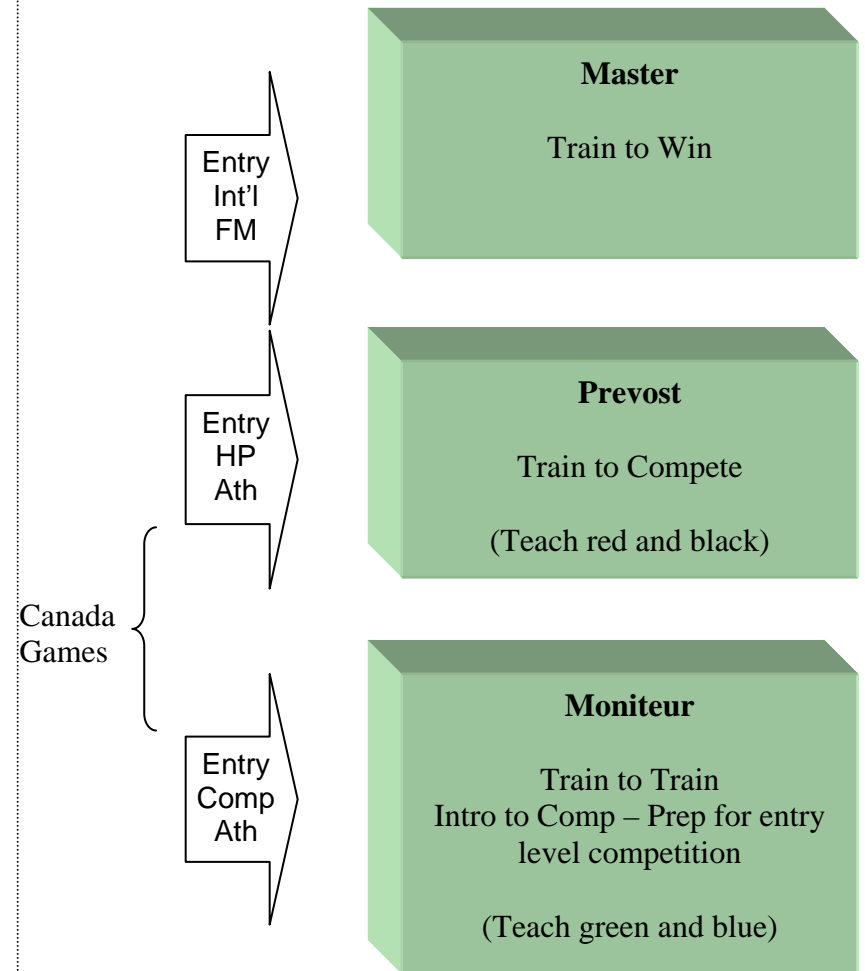 Master
Train to Win
Entry
Int'l
FM
Prevost
Train to Compete
(Teach red and black)
Entry
HP
Ath
Canada
Games
Moniteur
Train to Train
Intro to Comp – Prep for entry
level competition
(Teach green and blue)
Entry
Comp
Ath